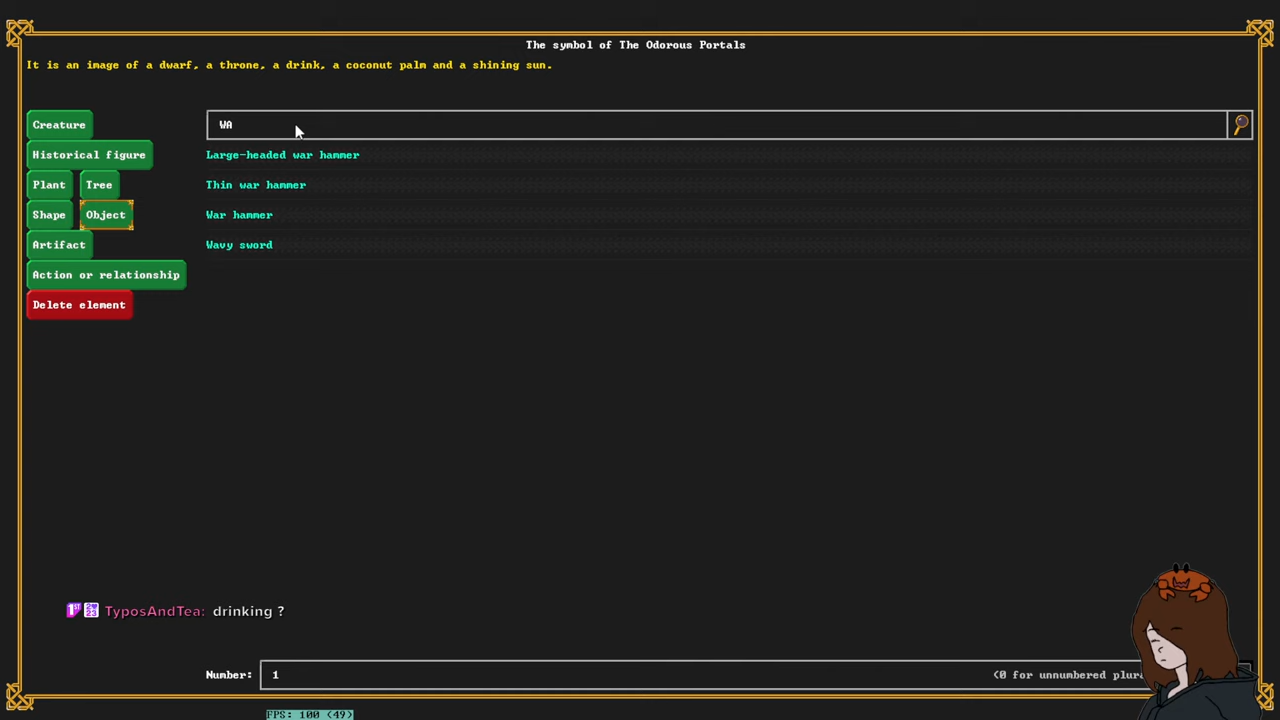 The symbol of The Odorous Portals
It is an image of a dwarf, a throne, a drink, a coconut palm and a shining sun.
Creature
WA
Historical figure
Large-headed war hammer
Plant Tree
Thin war hammer
Shape Object
War hammer
Artifact
Wavy sword
Action or relationship
Delete element
1ST TyposAndTea: drinking ?
Number: 1 (<0 for unnumbered plur
FPS: 100 (49)